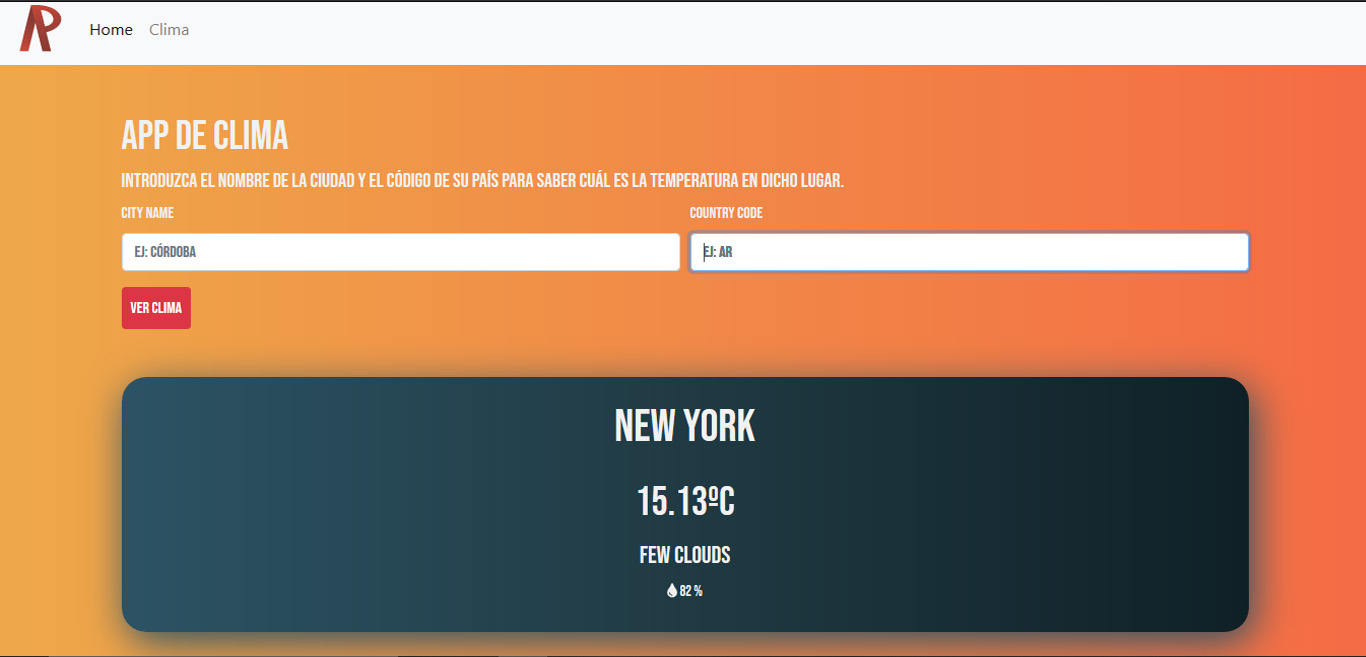 AP
Home Clima
APP DE CLIMA
INTRODUZCA EL NOMBRE DE LA CIUDAD Y EL CÓDIGO DE SU PAÍS PARA SABER CUÁL ES LA TEMPERATURA EN DICHO LUGAR.
CITY NAME COUNTRY CODE
EJ: CÓRDOBA EJ: AR
VER CLIMA
NEW YORK
15.13ºC
FEW CLOUDS
82 %